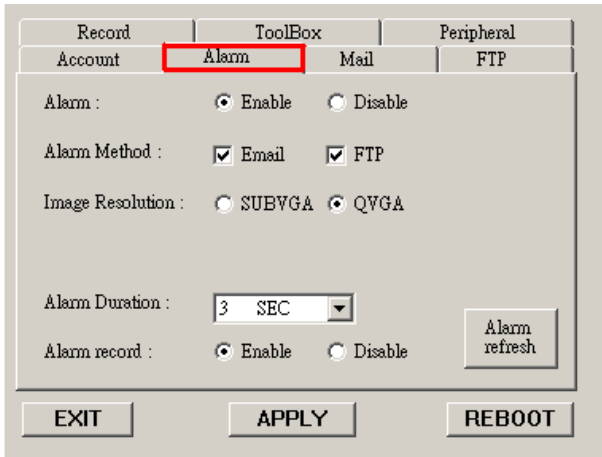 Record ToolBox Peripheral
Account Alarm Mail FTP
Alarm : Enable Disable
Alarm Method : Email FTP
Image Resolution : SUBVGA QVGA
Alarm Duration : 3 SEC
Alarm refresh
Alarm record : Enable Disable
EXIT APPLY REBOOT